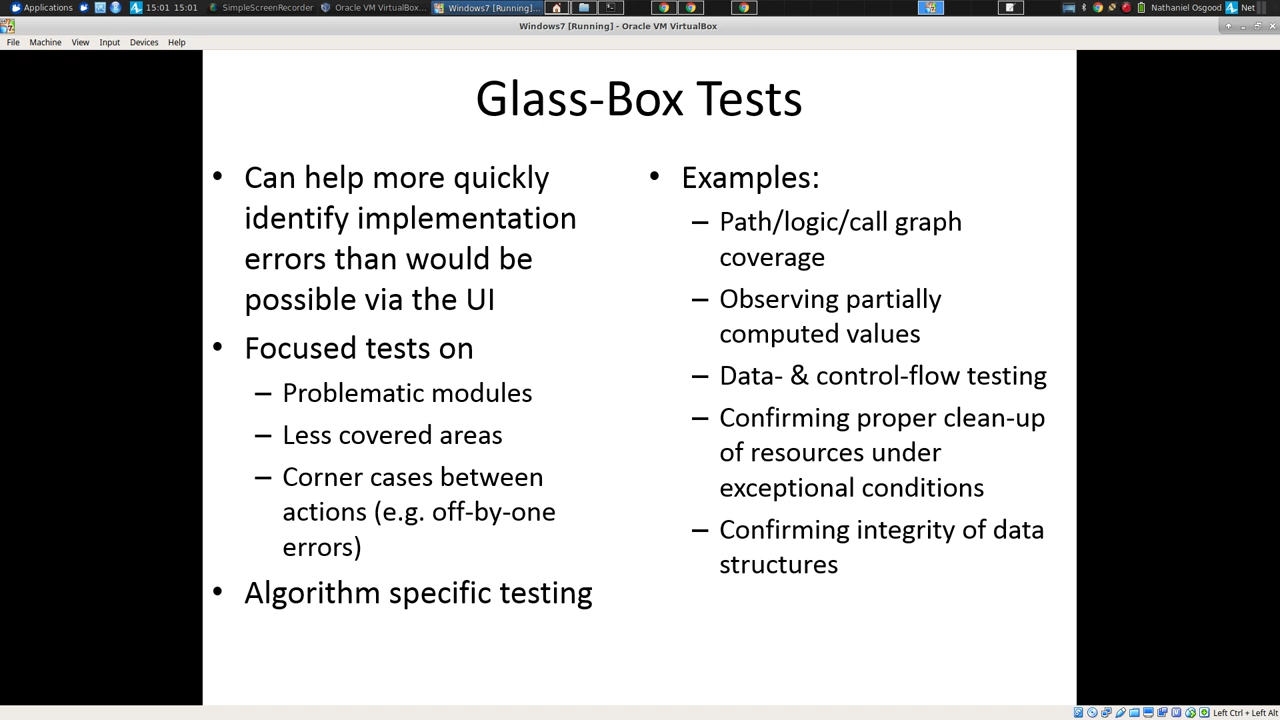 Applications
15:01 15:01
SimpleScreenRecorder
Oracle VM VirtualBox...
Windows7 [Running]...
Nathaniel Osgood
Net
Windows7 [Running] - Oracle VM VirtualBox
File Machine View Input Devices Help
Glass-Box Tests
• Can help more quickly
identify implementation
errors than would be
possible via the UI
• Focused tests on
– Problematic modules
– Less covered areas
– Corner cases between
actions (e.g. off-by-one
errors)
• Algorithm specific testing
• Examples:
– Path/logic/call graph
coverage
– Observing partially
computed values
– Data- & control-flow testing
– Confirming proper clean-up
of resources under
exceptional conditions
– Confirming integrity of data
structures
Left Ctrl + Left Alt